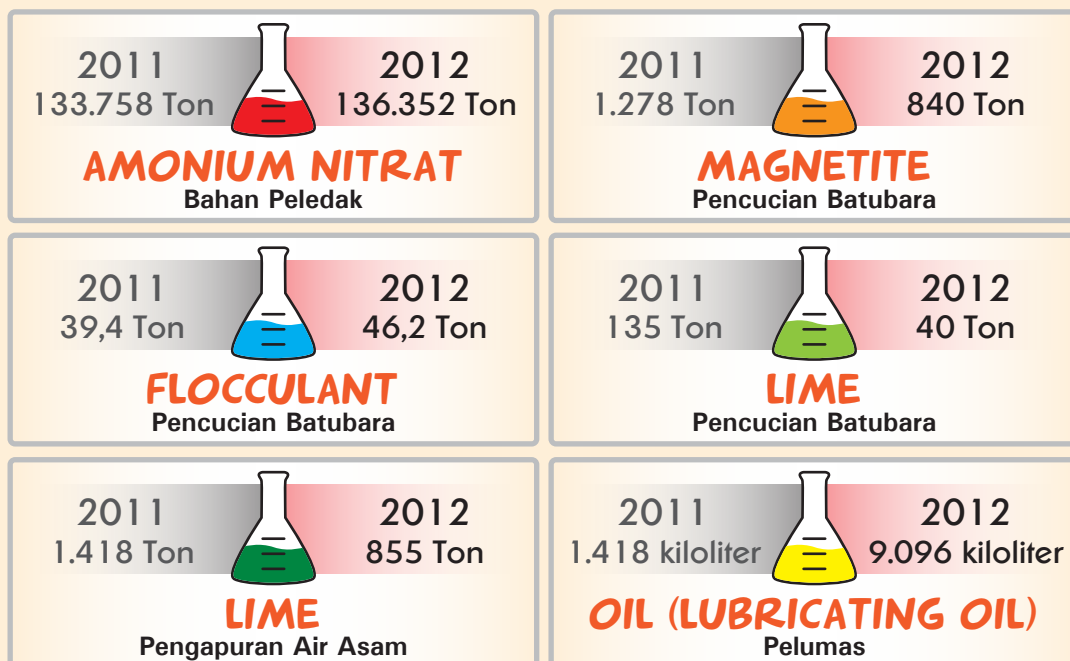 2011
133.758 Ton
2012
136.352 Ton
AMONIUM NITRAT
Bahan Peledak
2011
1.278 Ton
2012
840 Ton
MAGNETITE
Pencucian Batubara
2011
39,4 Ton
2012
46,2 Ton
FLOCCULANT
Pencucian Batubara
2011
135 Ton
2012
40 Ton
LIME
Pencucian Batubara
2011
1.418 Ton
2012
855 Ton
LIME
Pengapuran Air Asam
2011
1.418 kiloliter
2012
9.096 kiloliter
OIL (LUBRICATING OIL)
Pelumas